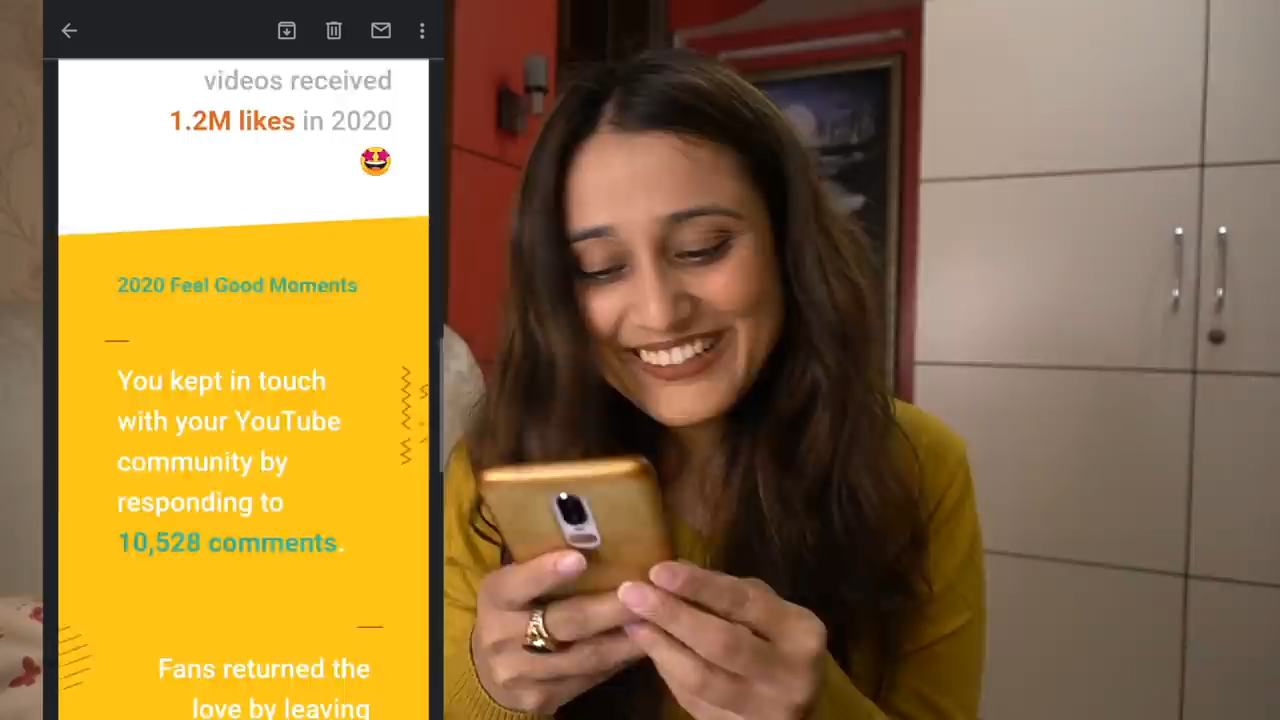 videos received
1.2M likes in 2020
🤩
2020 Feel Good Moments
You kept in touch
with your YouTube
community by
responding to
10,528 comments.
Fans returned the
love by leaving